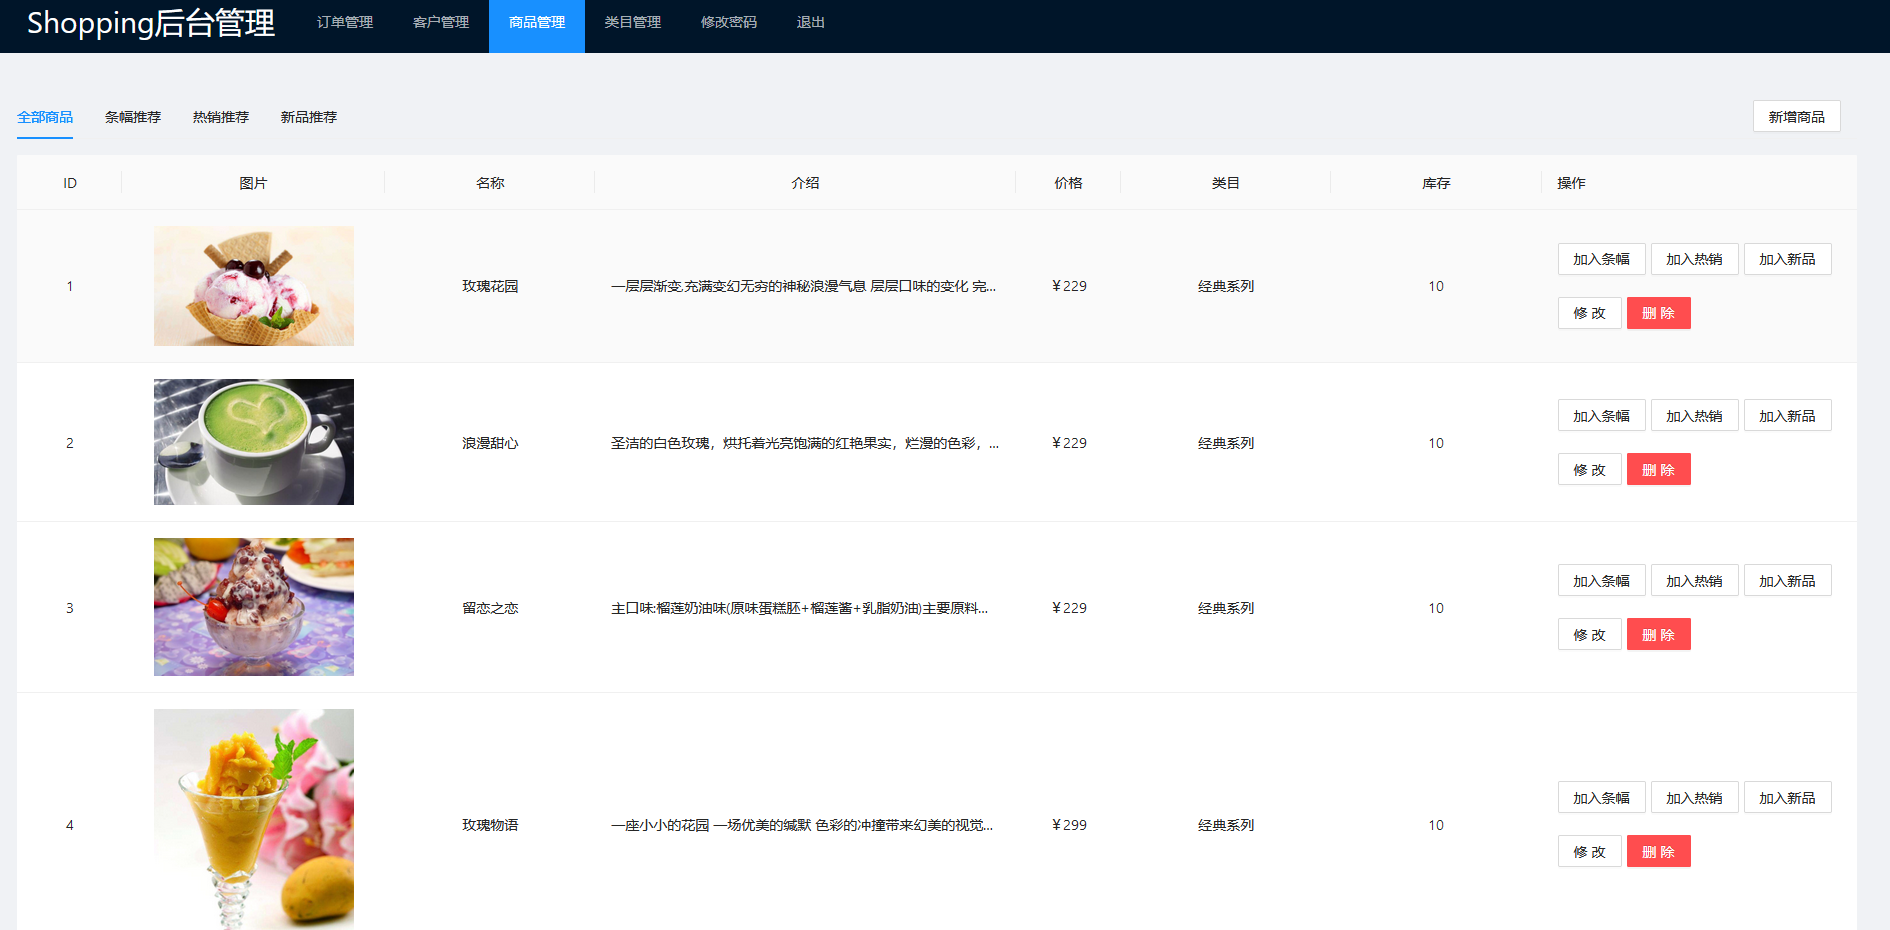 Shopping后台管理 订单管理 客户管理 商品管理 类目管理 修改密码 退出
全部商品 条幅推荐 热销推荐 新品推荐 新增商品
ID 图片 名称 介绍 价格 类目 库存 操作
加入条幅 加入热销 加入新品
1 玫瑰花园 一层层渐变,充满变幻无穷的神秘浪漫气息 层层口味的变化 完... ¥229 经典系列 10
修 改 删 除
加入条幅 加入热销 加入新品
2 浪漫甜心 圣洁的白色玫瑰，烘托着光亮饱满的红艳果实，烂漫的色彩，... ¥229 经典系列 10
修 改 删 除
加入条幅 加入热销 加入新品
3 留恋之恋 主口味:榴莲奶油味(原味蛋糕胚+榴莲酱+乳脂奶油)主要原料... ¥229 经典系列 10
修 改 删 除
加入条幅 加入热销 加入新品
4 玫瑰物语 一座小小的花园 一场优美的缄默 色彩的冲撞带来幻美的视觉... ¥299 经典系列 10
修 改 删 除